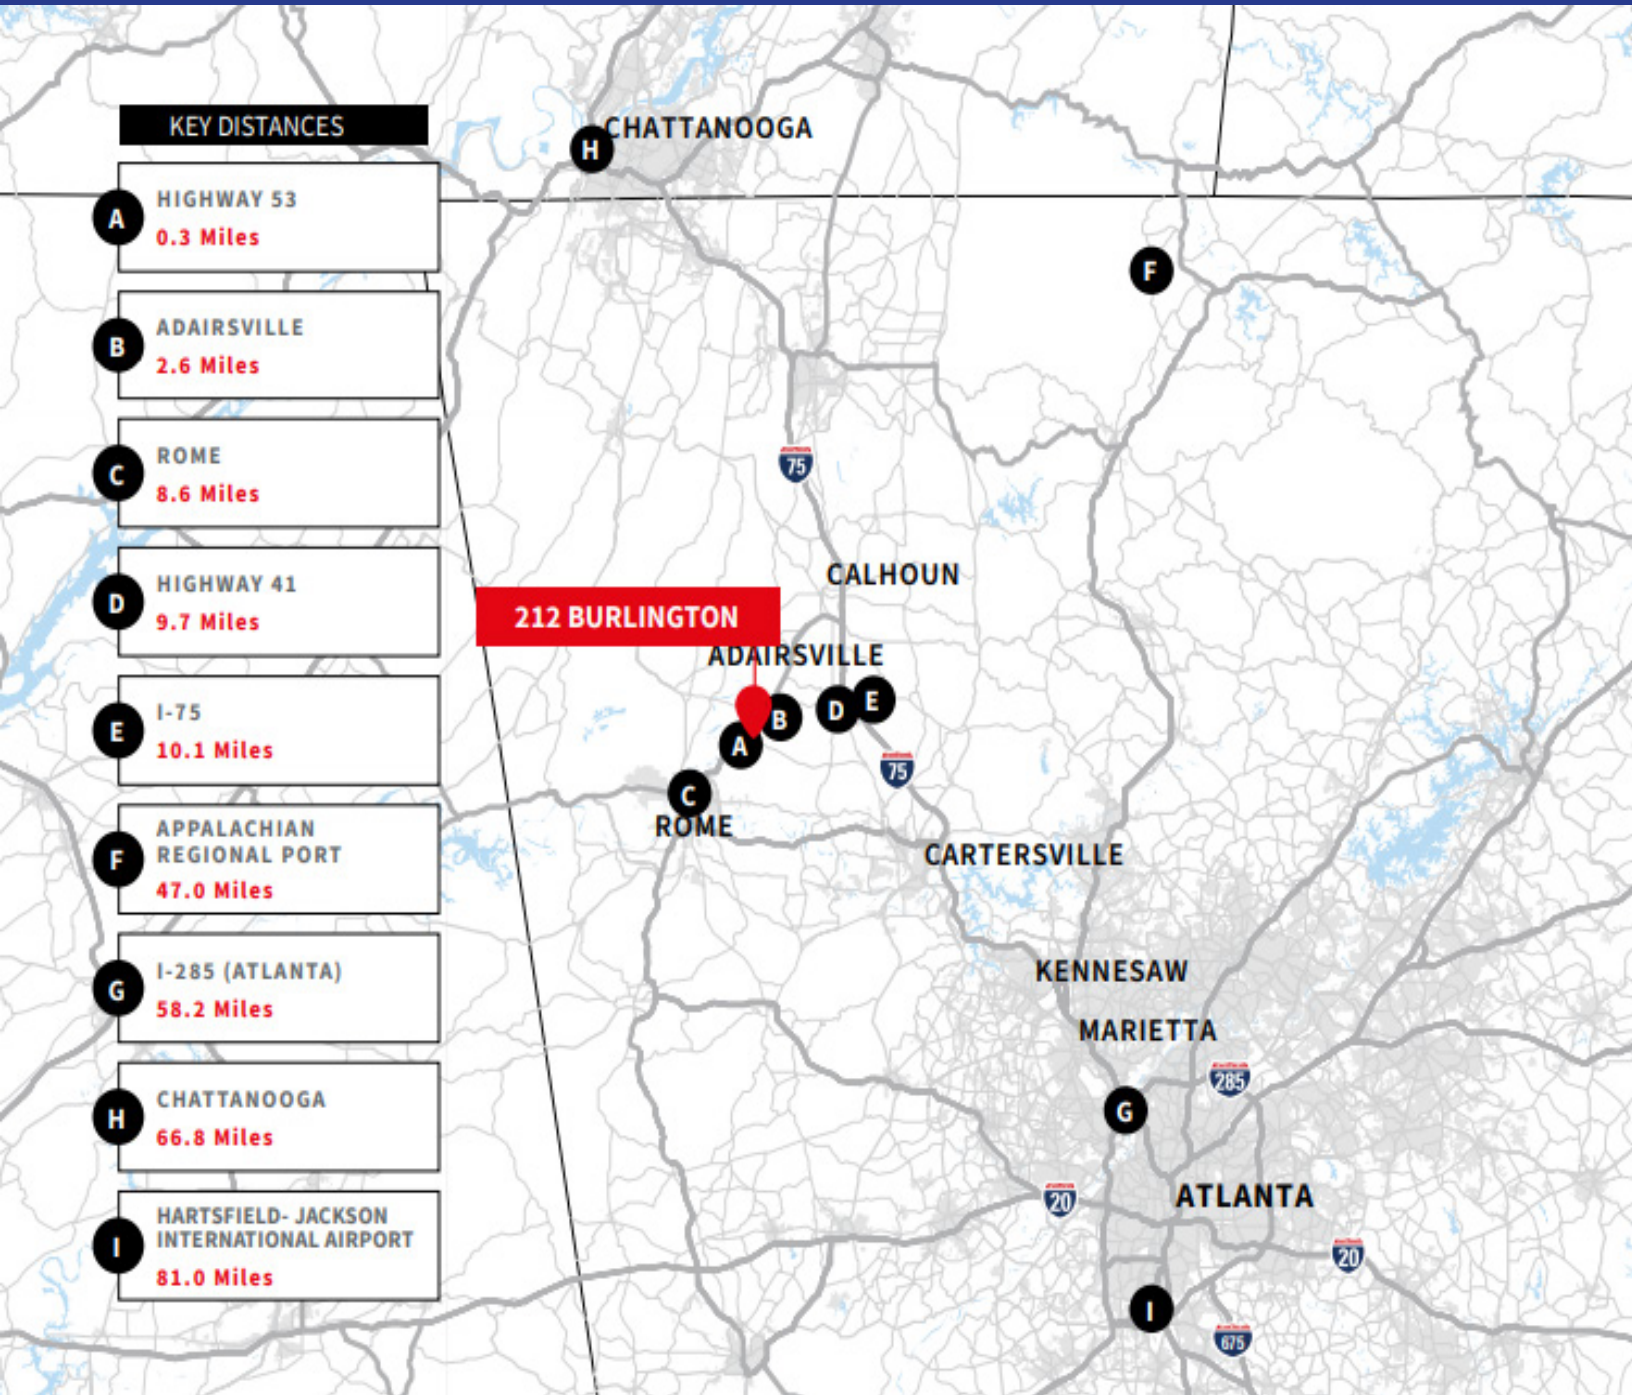 KEY DISTANCES
A
HIGHWAY 53
0.3 Miles
B
ADAIRSVILLE
2.6 Miles
C
ROME
8.6 Miles
D
HIGHWAY 41
9.7 Miles
E
I-75
10.1 Miles
F
APPALACHIAN
REGIONAL PORT
47.0 Miles
G
I-285 (ATLANTA)
58.2 Miles
H
CHATTANOOGA
66.8 Miles
I
HARTSFIELD- JACKSON
INTERNATIONAL AIRPORT
81.0 Miles
H
CHATTANOOGA
F
75
CALHOUN
212 BURLINGTON
ADAIRSVILLE
A
B
D
E
75
C
ROME
CARTERSVILLE
KENNESAW
MARIETTA
285
G
20
ATLANTA
20
I
675